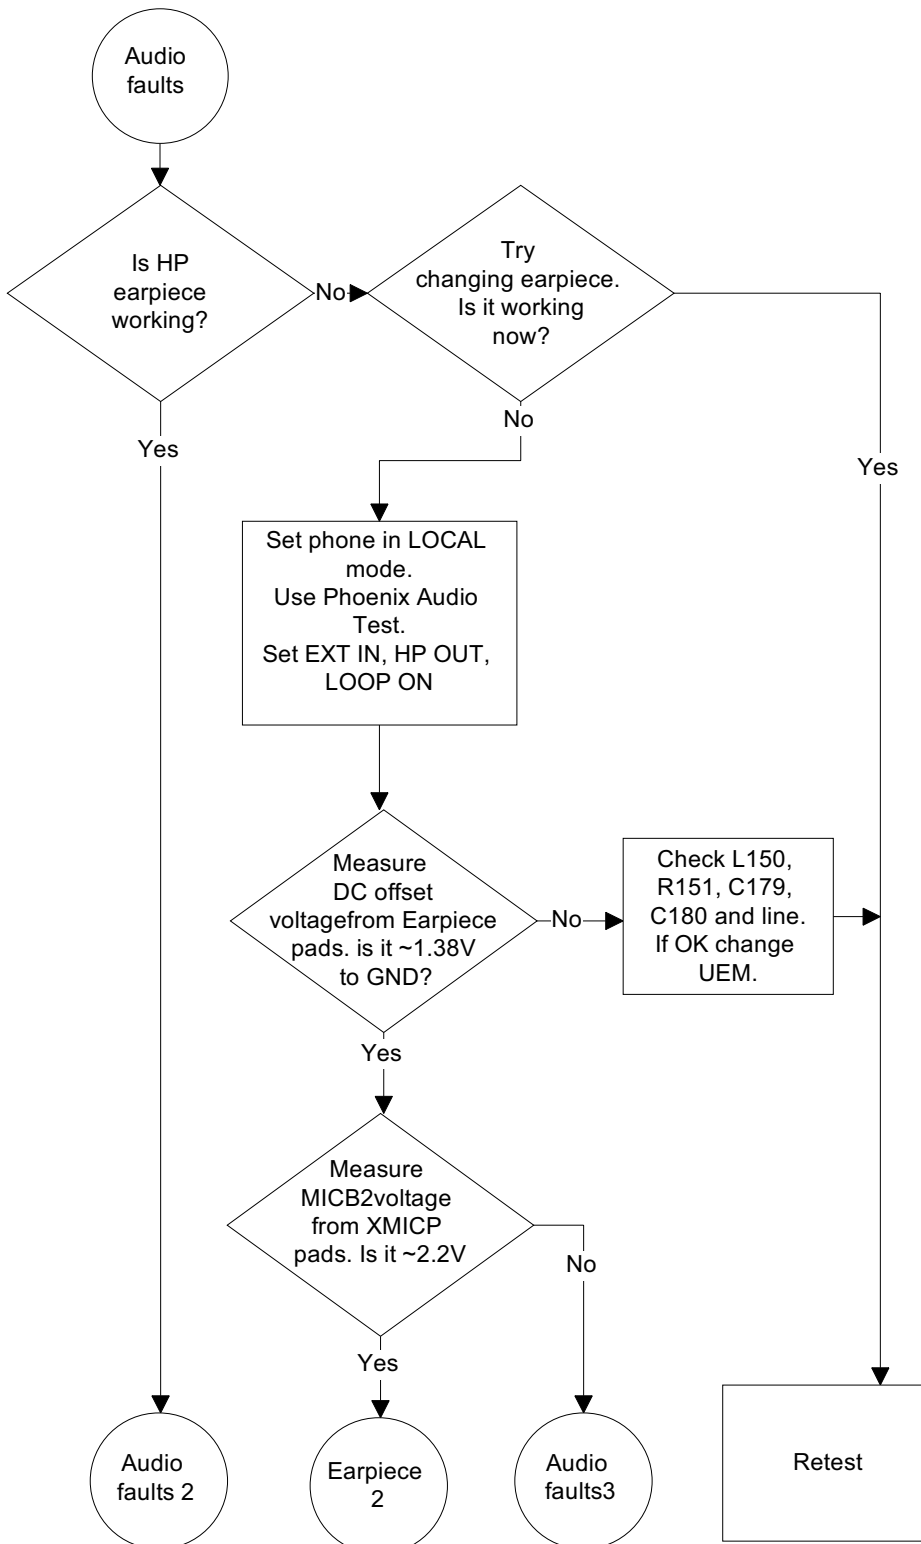 Audio
faults
Is HP
earpiece
working?
No
Try
changing earpiece.
Is it working
now?
Yes
No
Yes
Set phone in LOCAL
mode.
Use Phoenix Audio
Test.
Set EXT IN, HP OUT,
LOOP ON
Measure
DC offset
voltagefrom Earpiece
pads. is it ~1.38V
to GND?
No
Check L150,
R151, C179,
C180 and line.
If OK change
UEM.
Yes
Measure
MICB2voltage
from XMICP
pads. Is it ~2.2V
No
Yes
Audio
faults 2
Earpiece
2
Audio
faults3
Retest